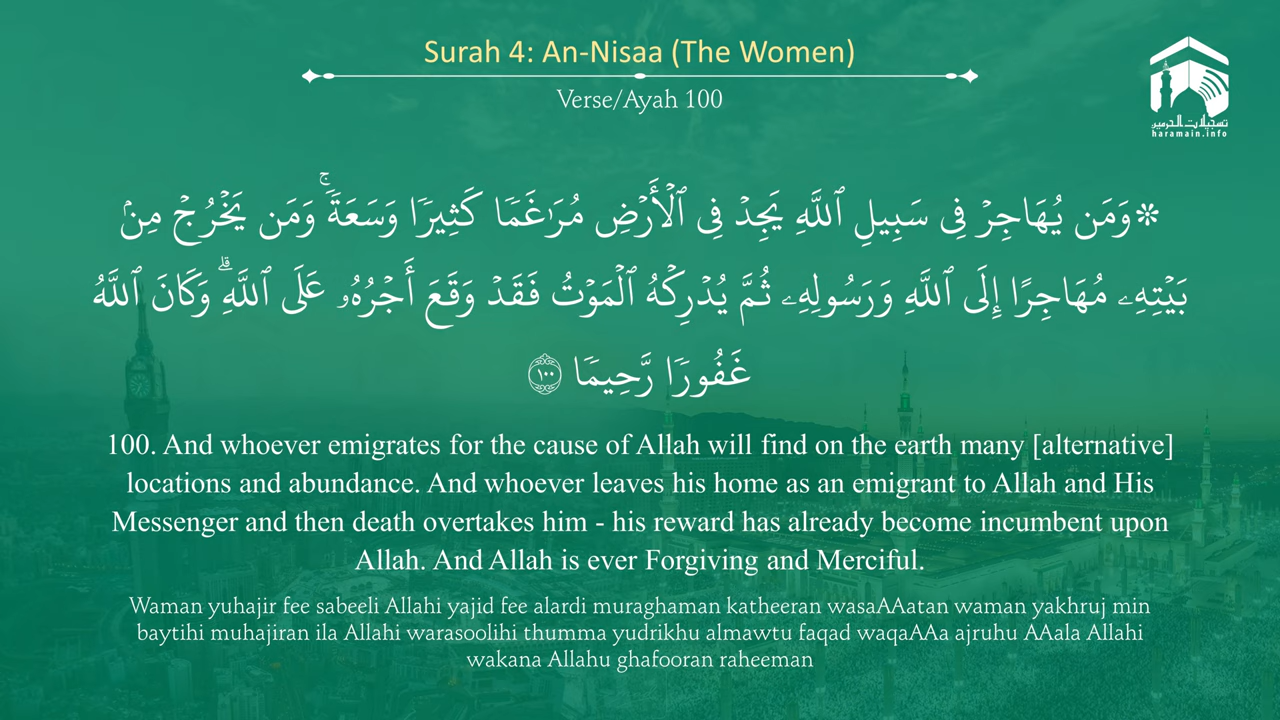 Surah 4: An-Nisaa (The Women)
Verse/Ayah 100
تسجيلات الحرمين
haramain.info
۞وَمَن يُهَاجِرۡ فِي سَبِيلِ ٱللَّهِ يَجِدۡ فِي ٱلۡأَرۡضِ مُرَٰغَمٗا كَثِيرٗا وَسَعَةٗۚ وَمَن يَخۡرُجۡ مِنۢ
بَيۡتِهِۦ مُهَاجِرًا إِلَى ٱللَّهِ وَرَسُولِهِۦ ثُمَّ يُدۡرِكۡهُ ٱلۡمَوۡتُ فَقَدۡ وَقَعَ أَجۡرُهُۥ عَلَى ٱللَّهِۗ وَكَانَ ٱللَّهُ
غَفُورٗا رَّحِيمٗا ١٠٠
100. And whoever emigrates for the cause of Allah will find on the earth many [alternative]
locations and abundance. And whoever leaves his home as an emigrant to Allah and His
Messenger and then death overtakes him - his reward has already become incumbent upon
Allah. And Allah is ever Forgiving and Merciful.
Waman yuhajir fee sabeeli Allahi yajid fee alardi muraghaman katheeran wasaAAatan waman yakhruj min
baytihi muhajiran ila Allahi warasoolihi thumma yudrikhu almawtu faqad waqaAAa ajruhu AAala Allahi
wakana Allahu ghafooran raheeman